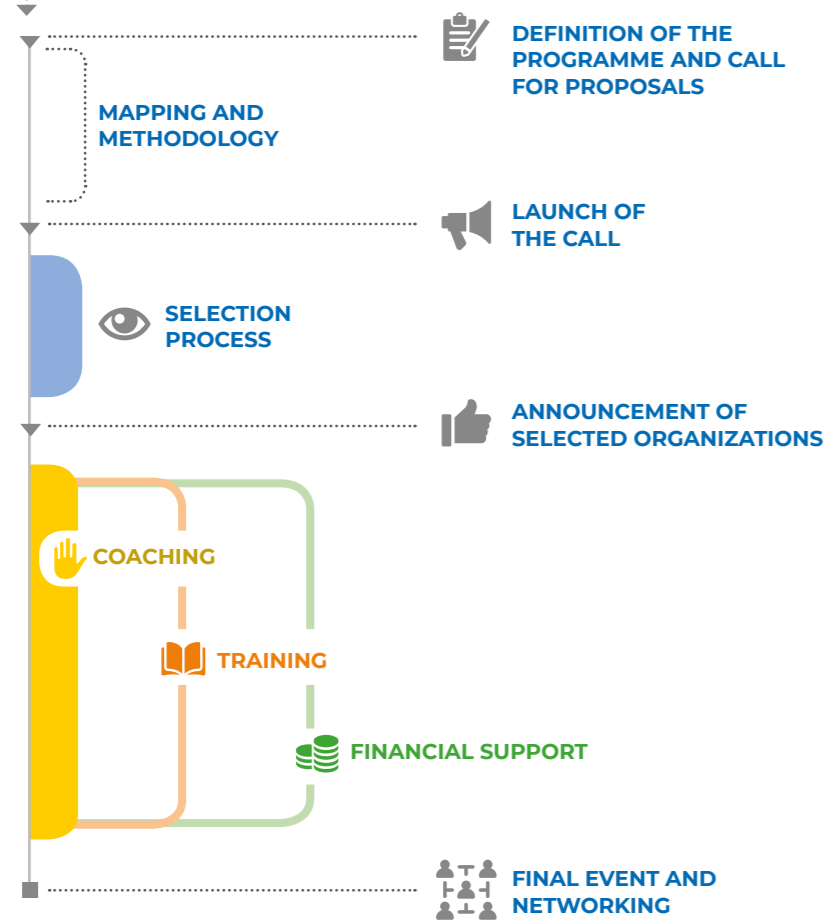 DEFINITION OF THE
PROGRAMME AND CALL
FOR PROPOSALS
MAPPING AND
METHODOLOGY
LAUNCH OF
THE CALL
SELECTION
PROCESS
ANNOUNCEMENT OF
SELECTED ORGANIZATIONS
COACHING
TRAINING
FINANCIAL SUPPORT
FINAL EVENT AND
NETWORKING